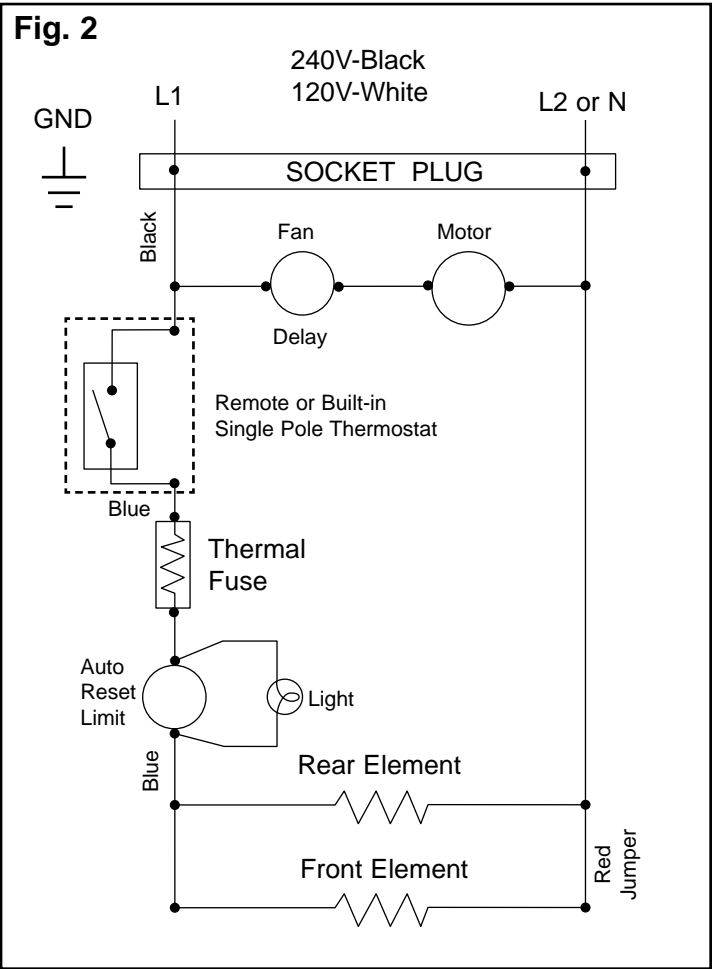 Fig. 2
240V-Black
120V-White
L1
L2 or N
GND
SOCKET PLUG
Black
Fan
Delay
Motor
Remote or Built-in
Single Pole Thermostat
Blue
Thermal
Fuse
Auto
Reset
Limit
Light
Blue
Rear Element
Front Element
Red
Jumper